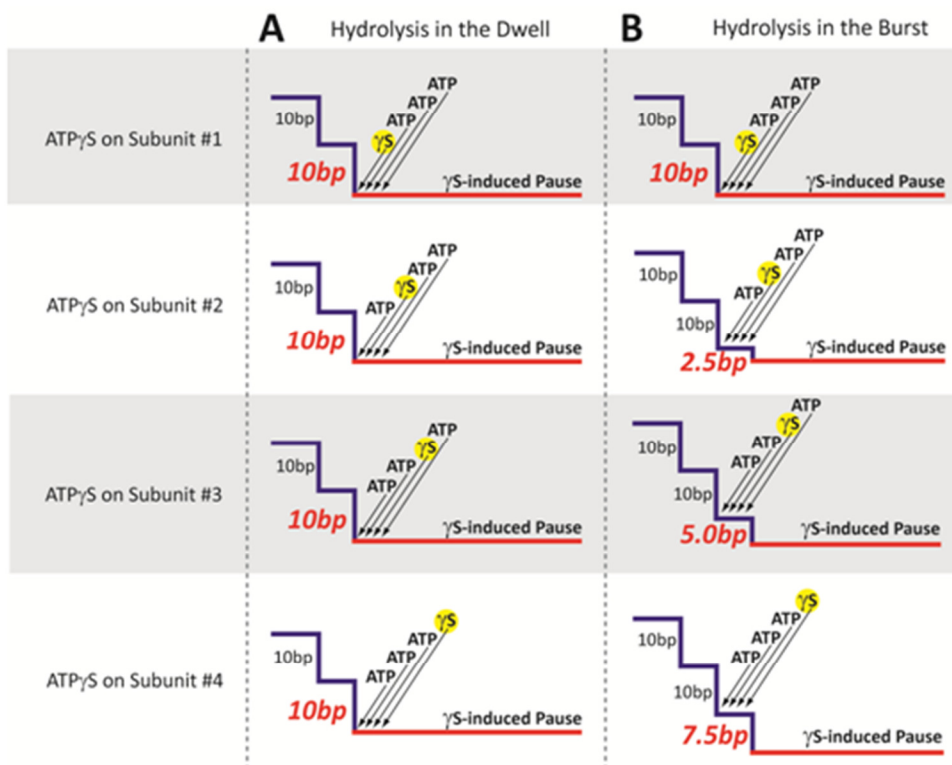 A Hydrolysis in the Dwell
B Hydrolysis in the Burst
ATPγS on Subunit #1
10bp
10bp
γS
ATP
ATP
ATP
γS-induced Pause
10bp
10bp
γS
ATP
ATP
ATP
γS-induced Pause
ATPγS on Subunit #2
10bp
10bp
ATP
γS
ATP
ATP
γS-induced Pause
10bp
10bp
2.5bp
ATP
γS
ATP
ATP
γS-induced Pause
ATPγS on Subunit #3
10bp
10bp
ATP
ATP
γS
ATP
γS-induced Pause
10bp
10bp
5.0bp
ATP
ATP
γS
ATP
γS-induced Pause
ATPγS on Subunit #4
10bp
10bp
ATP
ATP
ATP
γS
γS-induced Pause
10bp
10bp
7.5bp
ATP
ATP
ATP
γS
γS-induced Pause